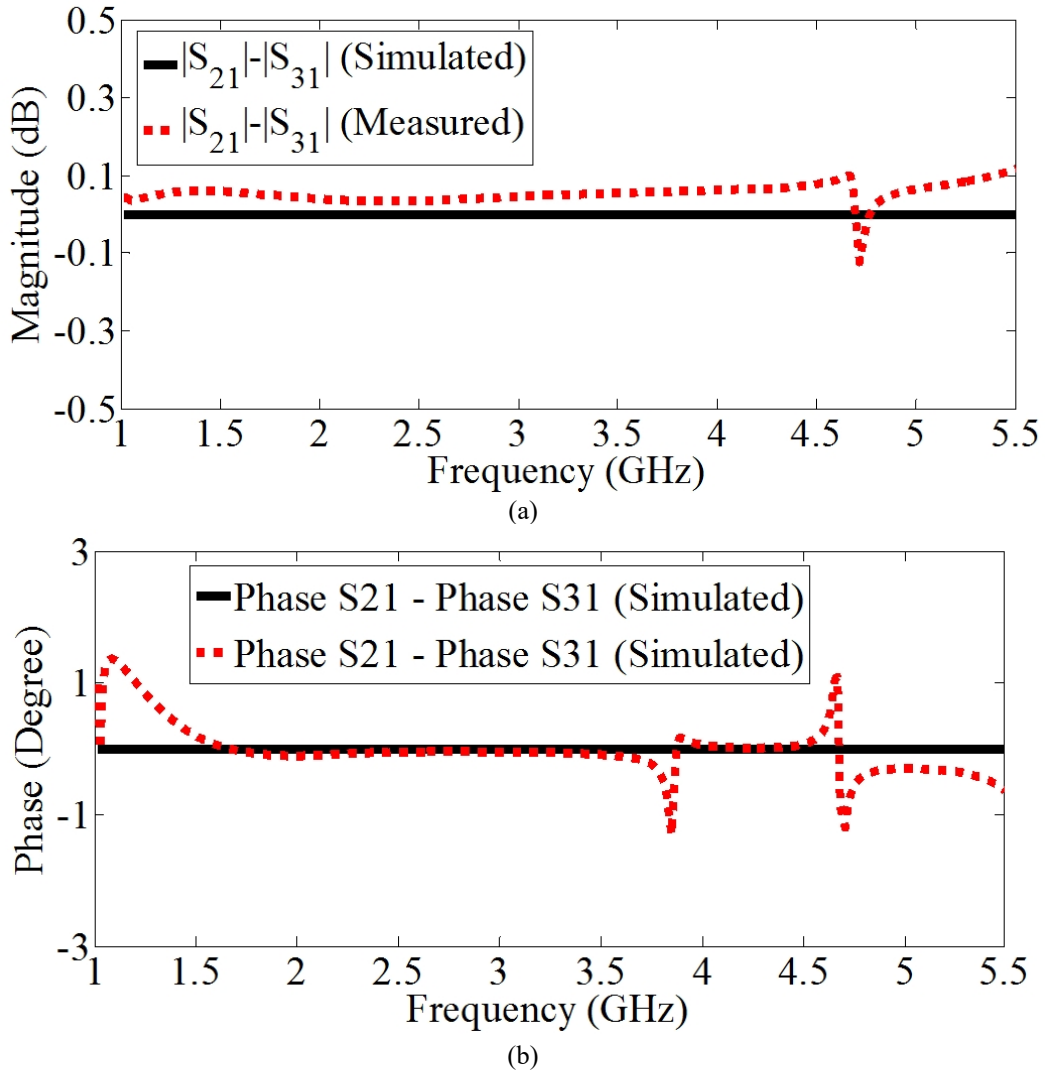 0.5
|S21|-|S31| (Simulated)
0.3
|S21|-|S31| (Measured)
0.1
-0.1
-0.3
-0.5
Magnitude (dB)
1 1.5 2 2.5 3 3.5 4 4.5 5 5.5
Frequency (GHz)
(a)
3
Phase S21 - Phase S31 (Simulated)
Phase S21 - Phase S31 (Simulated)
1
-1
-3
Phase (Degree)
1 1.5 2 2.5 3 3.5 4 4.5 5 5.5
Frequency (GHz)
(b)